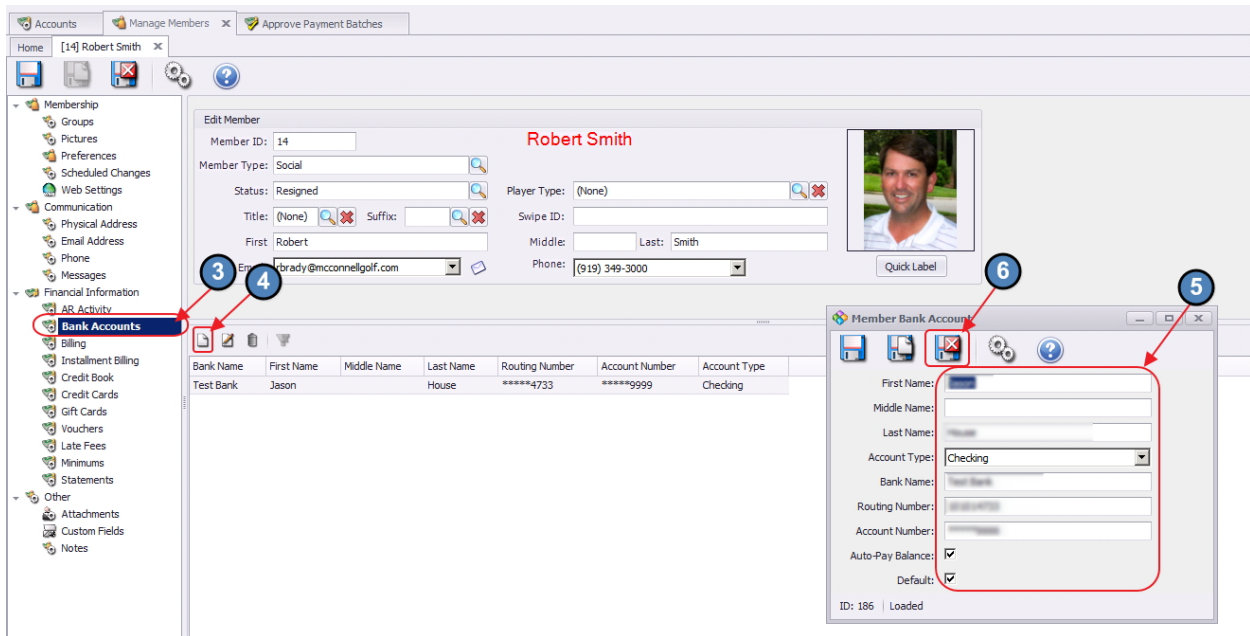 Accounts Manage Members x Approve Payment Batches
Home [14] Robert Smith x
Membership
Groups
Pictures
Preferences
Scheduled Changes
Web Settings
Communication
Physical Address
Email Address
Phone
Messages
Financial Information
AR Activity
Bank Accounts
Billing
Installment Billing
Credit Book
Credit Cards
Gift Cards
Vouchers
Late Fees
Minimums
Statements
Other
Attachments
Custom Fields
Notes
Edit Member
Robert Smith
Member ID: 14
Member Type: Social
Status: Resigned Player Type: (None)
Title: (None) Suffix: Swipe ID:
First Robert Middle: Last: Smith
rbrady@mcconnellgolf.com Phone: (919) 349-3000
Quick Label
3
4
6
5
Bank Name First Name Middle Name Last Name Routing Number Account Number Account Type
Test Bank Jason House *****4733 *****9999 Checking
Member Bank Account
First Name:
Middle Name:
Last Name:
Account Type: Checking
Bank Name:
Routing Number:
Account Number:
Auto-Pay Balance:
Default:
ID: 186 Loaded